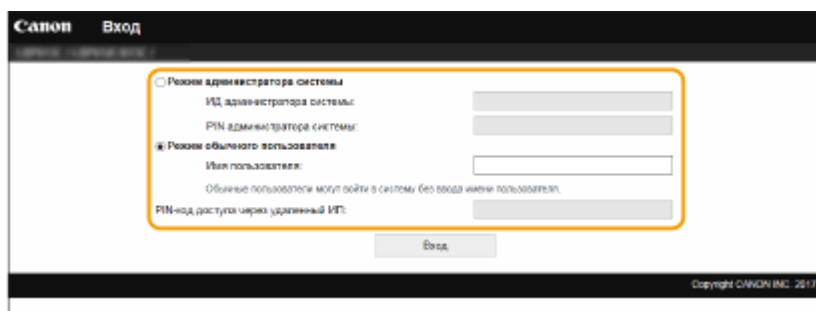 Canon Вход
Режим администратора системы
ИД администратора системы:
PIN администратора системы:
Режим обычного пользователя
Имя пользователя:
Обычные пользователи могут войти в систему без ввода имени пользователя.
PIN-код доступа через удаленный ИП:
Вход
Copyright CANON INC. 2017